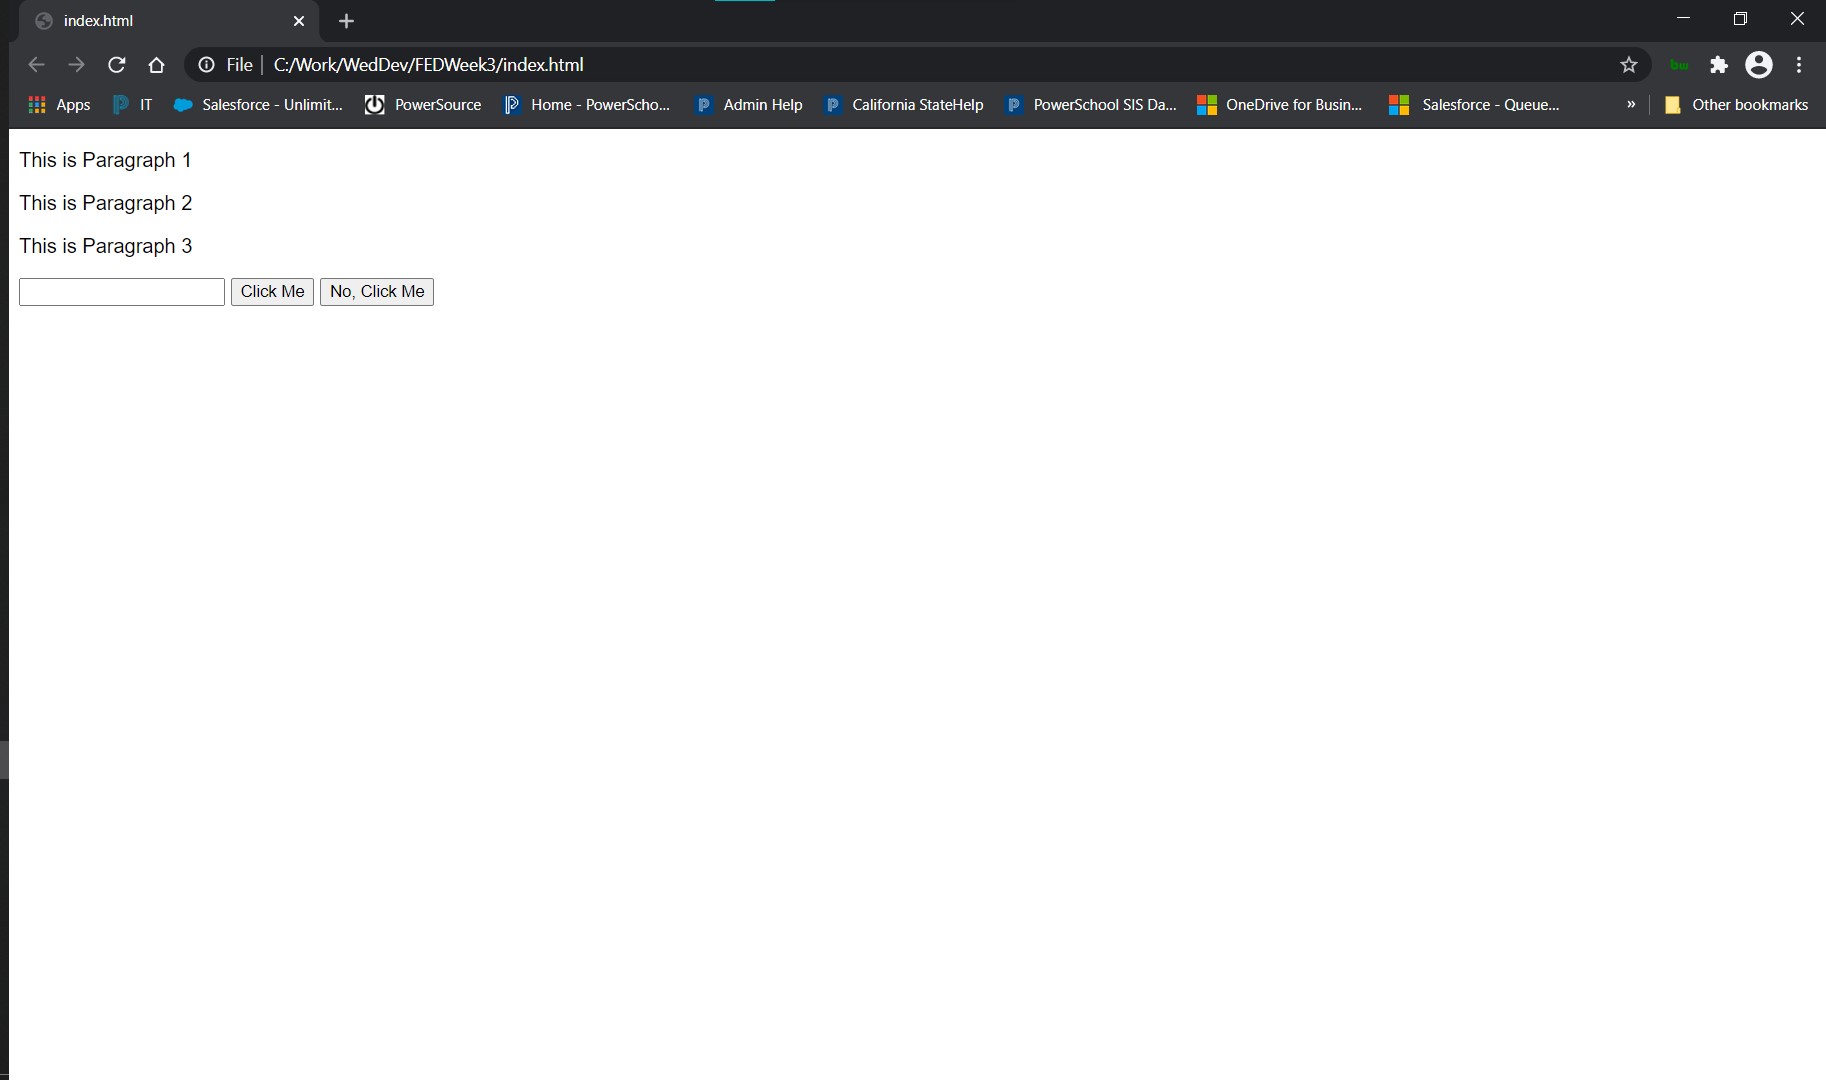 index.html
File C:/Work/WedDev/FEDWeek3/index.html bw
Apps IT Salesforce - Unlimit... PowerSource Home - PowerScho... Admin Help California StateHelp PowerSchool SIS Da... OneDrive for Busin... Salesforce - Queue... » Other bookmarks
This is Paragraph 1
This is Paragraph 2
This is Paragraph 3
Click Me No, Click Me